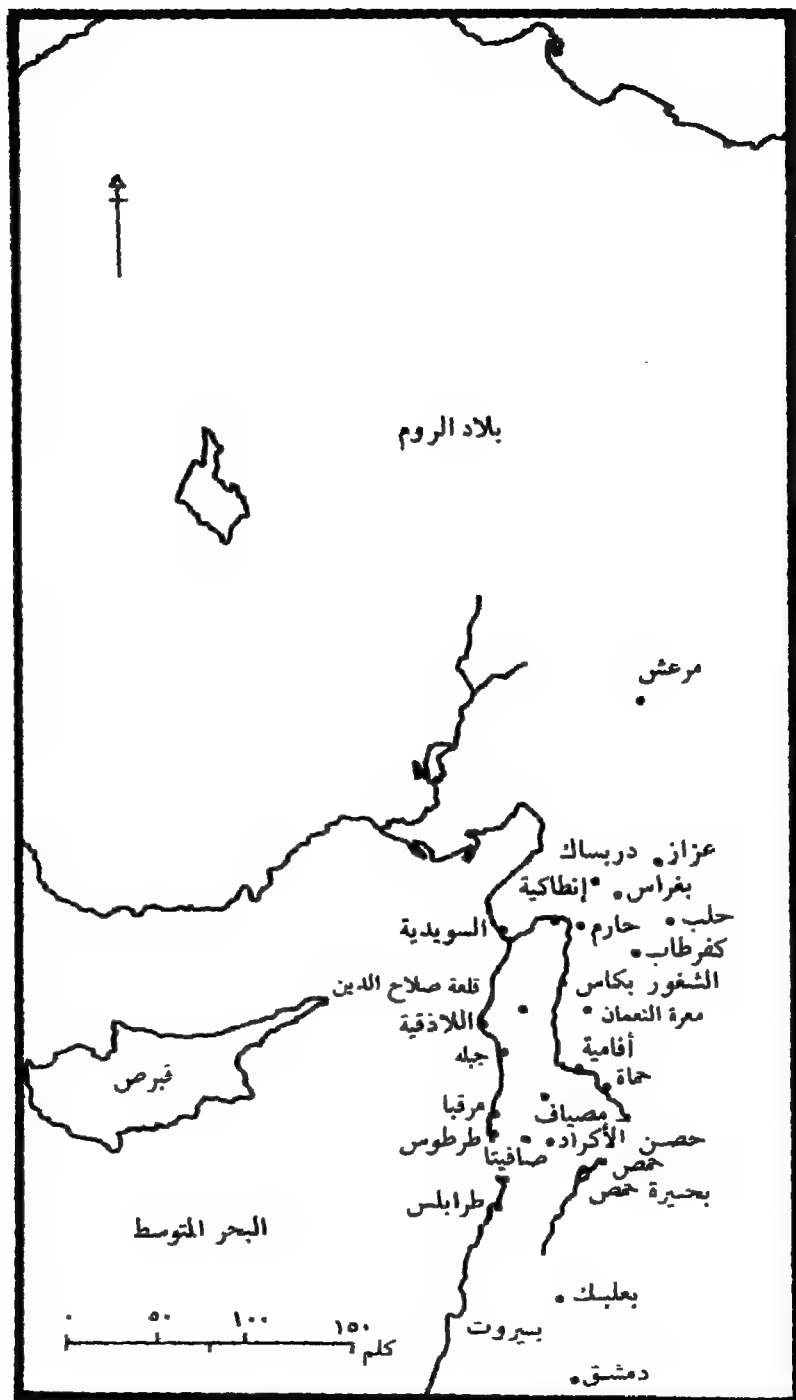 بلاد الروم
مرعش
عزاز
دربساك
بغراس
إنطاكية
حلب
حارم
السويدية
كفرطاب
الشغور بكاس
قلعة صلاح الدين
معرة النعمان
اللاذقية
أفامية
جبله
حماة
قبرص
مرقبا
مصياف
حصن الأكراد
طرطوس
صافيتا
حمص
بحيرة حمص
طرابلس
البحر المتوسط
بعلبك
٠ ٥٠ ١٠٠ ١٥٠
كلم
بيروت
دمشق